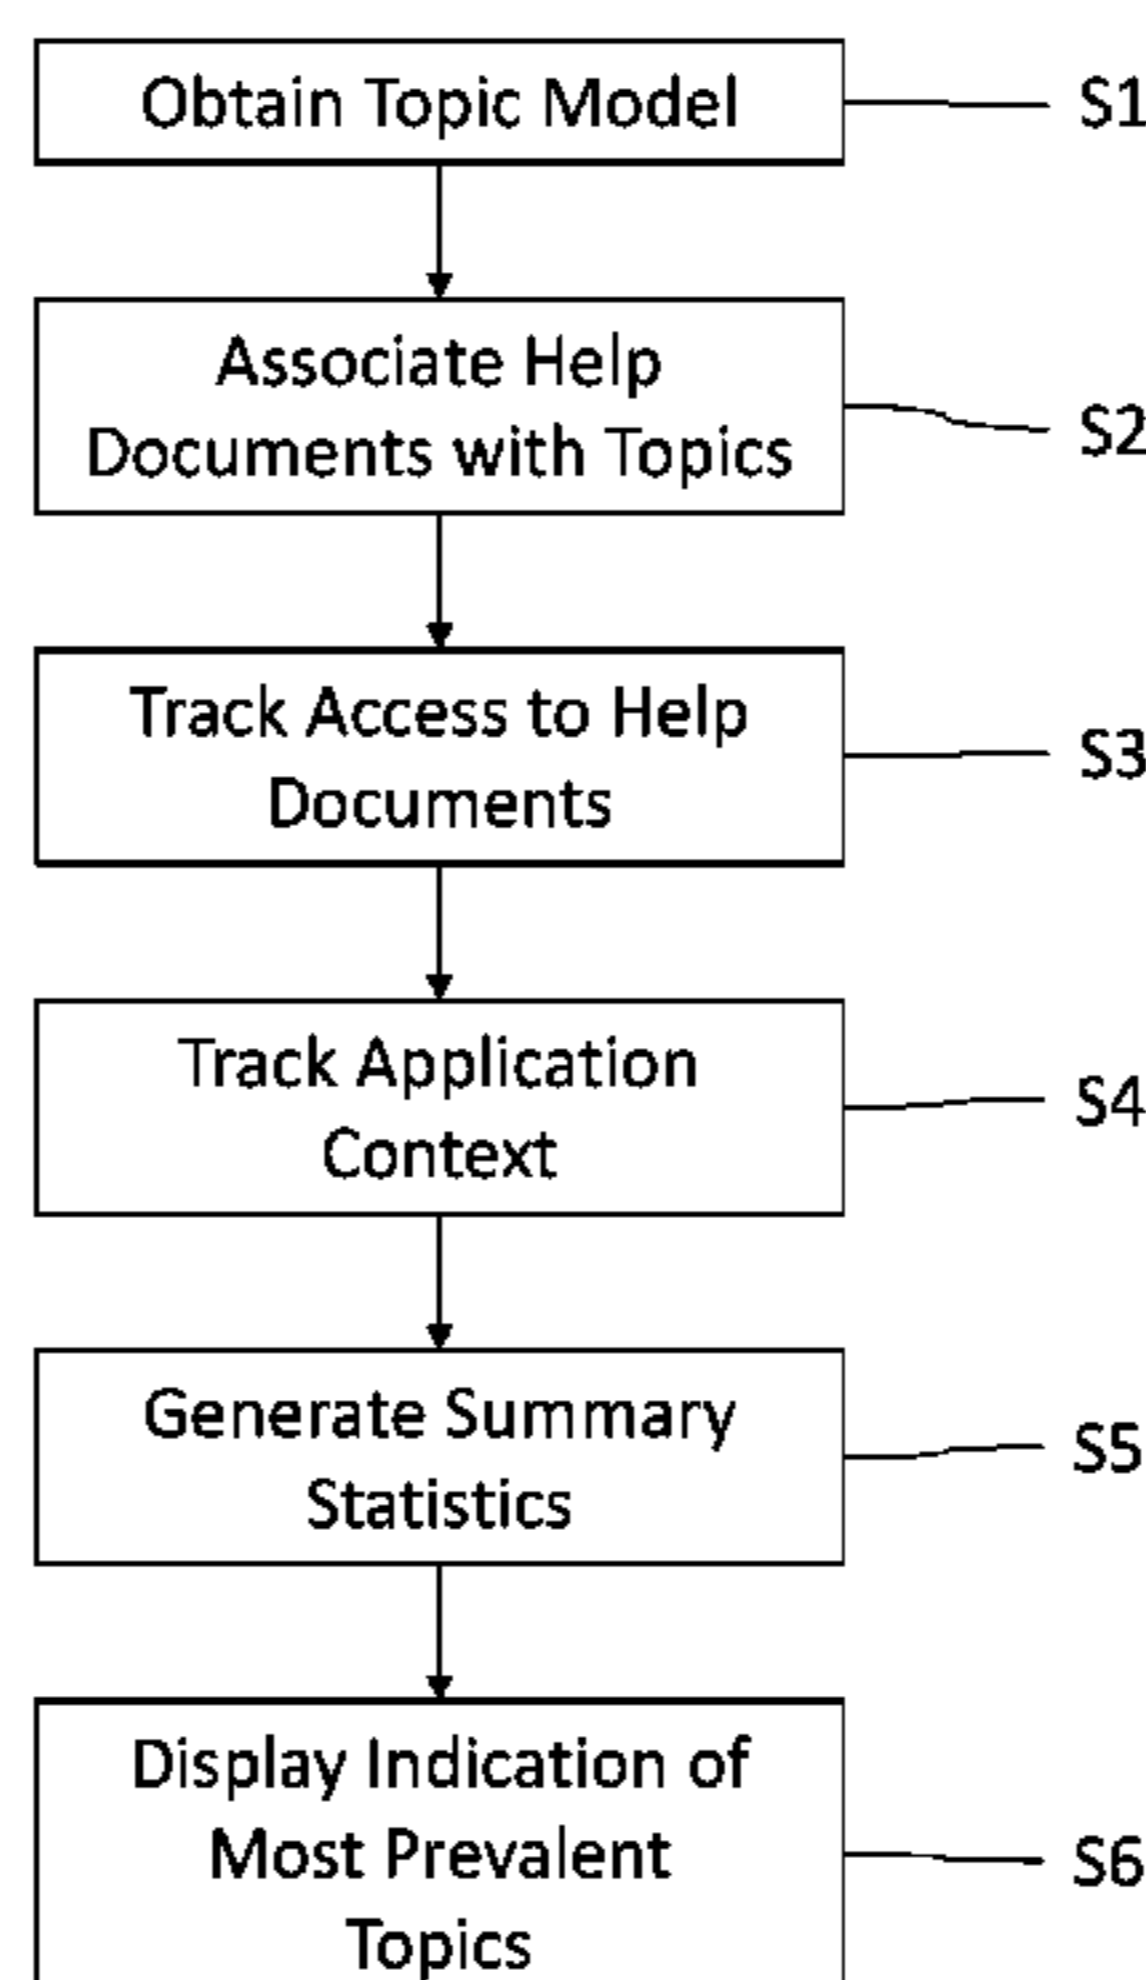 Obtain Topic Model
S1
Associate Help
Documents with Topics
S2
Track Access to Help
Documents
S3
Track Application
Context
S4
Generate Summary
Statistics
S5
Display Indication of
Most Prevalent
Topics
S6